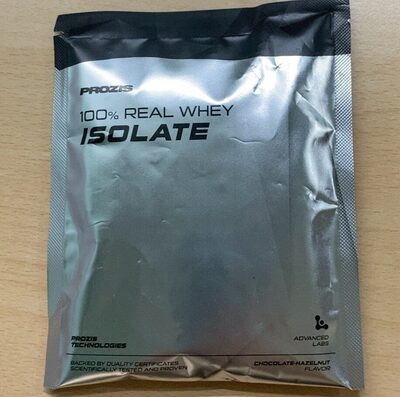 PROZIS
100% REAL WHEY
ISOLATE
PROZIS
TECHNOLOGIES
ADVANCED
LABS
BACKED BY QUALITY CERTIFICATES
SCIENTIFICALLY TESTED AND PROVEN
CHOCOLATE-HAZELNUT
FLAVOR